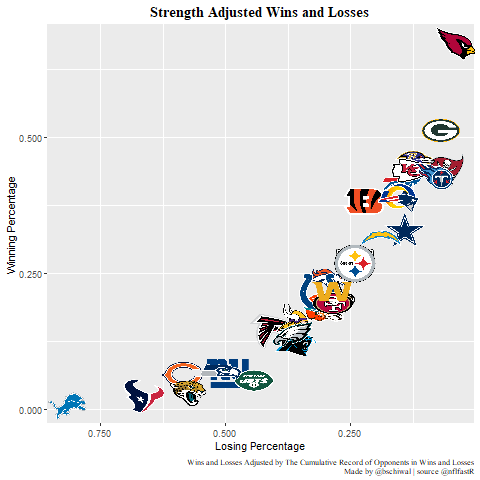 Strength Adjusted Wins and Losses
Winning Percentage
0.500
0.250
0.000
0.750
0.500
0.250
Losing Percentage
Wins and Losses Adjusted by The Cumulative Record of Opponents in Wins and Losses
Made by @bschiwal | source @nflfastR